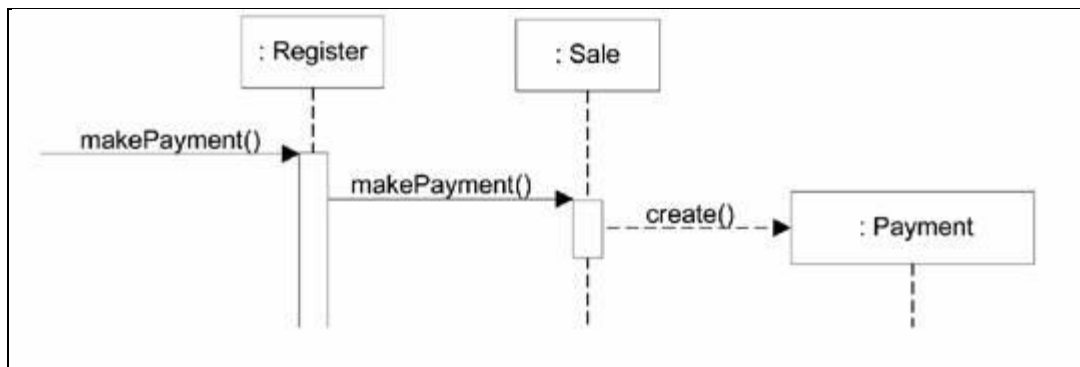 : Register
: Sale
makePayment()
makePayment()
create()
: Payment